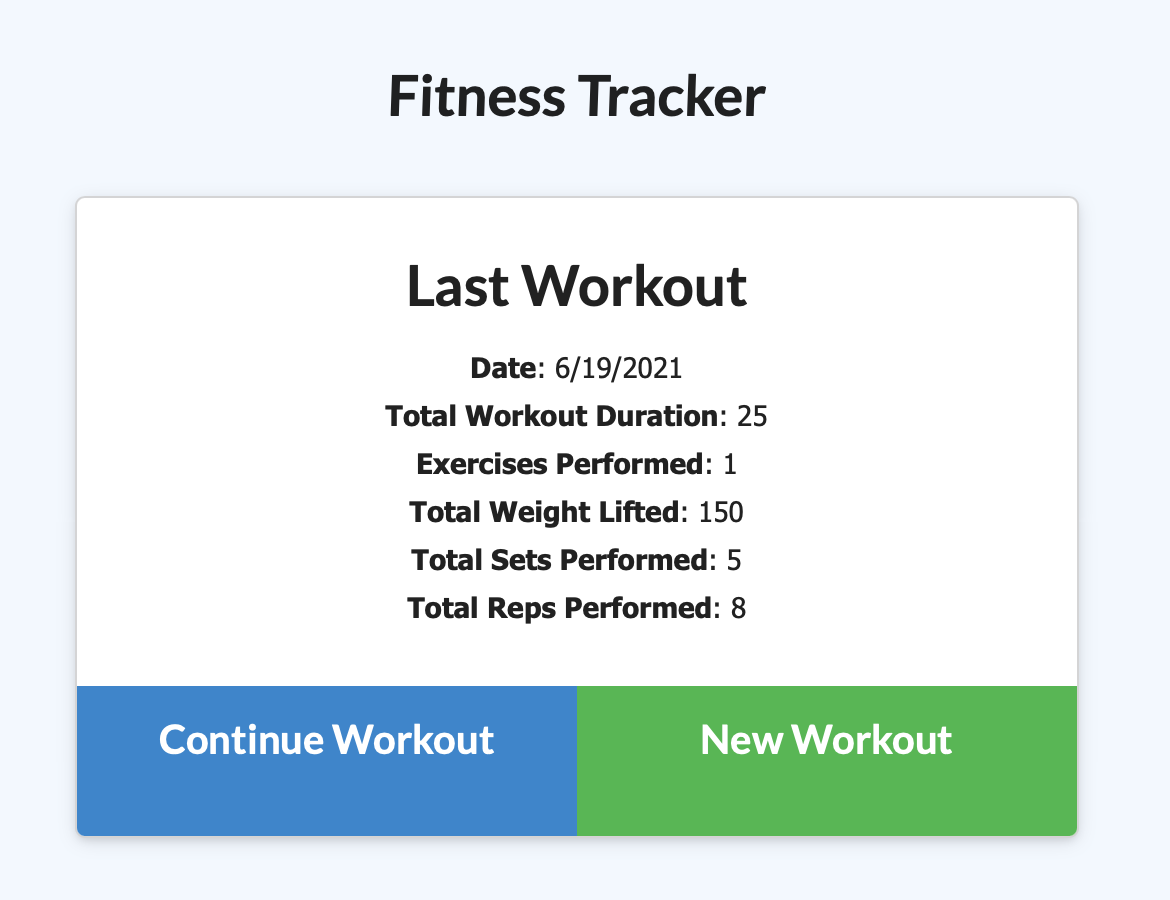 Fitness Tracker
Last Workout
Date: 6/19/2021
Total Workout Duration: 25
Exercises Performed: 1
Total Weight Lifted: 150
Total Sets Performed: 5
Total Reps Performed: 8
Continue Workout
New Workout